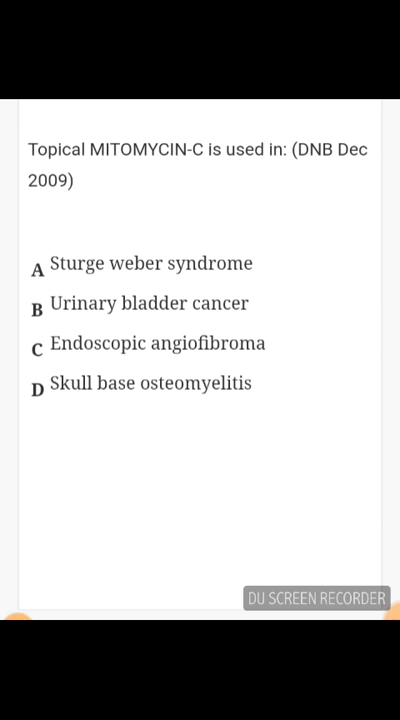 Topical MITOMYCIN-C is used in: (DNB Dec
2009)
A Sturge weber syndrome
B Urinary bladder cancer
C Endoscopic angiofibroma
D Skull base osteomyelitis
DU SCREEN RECORDER